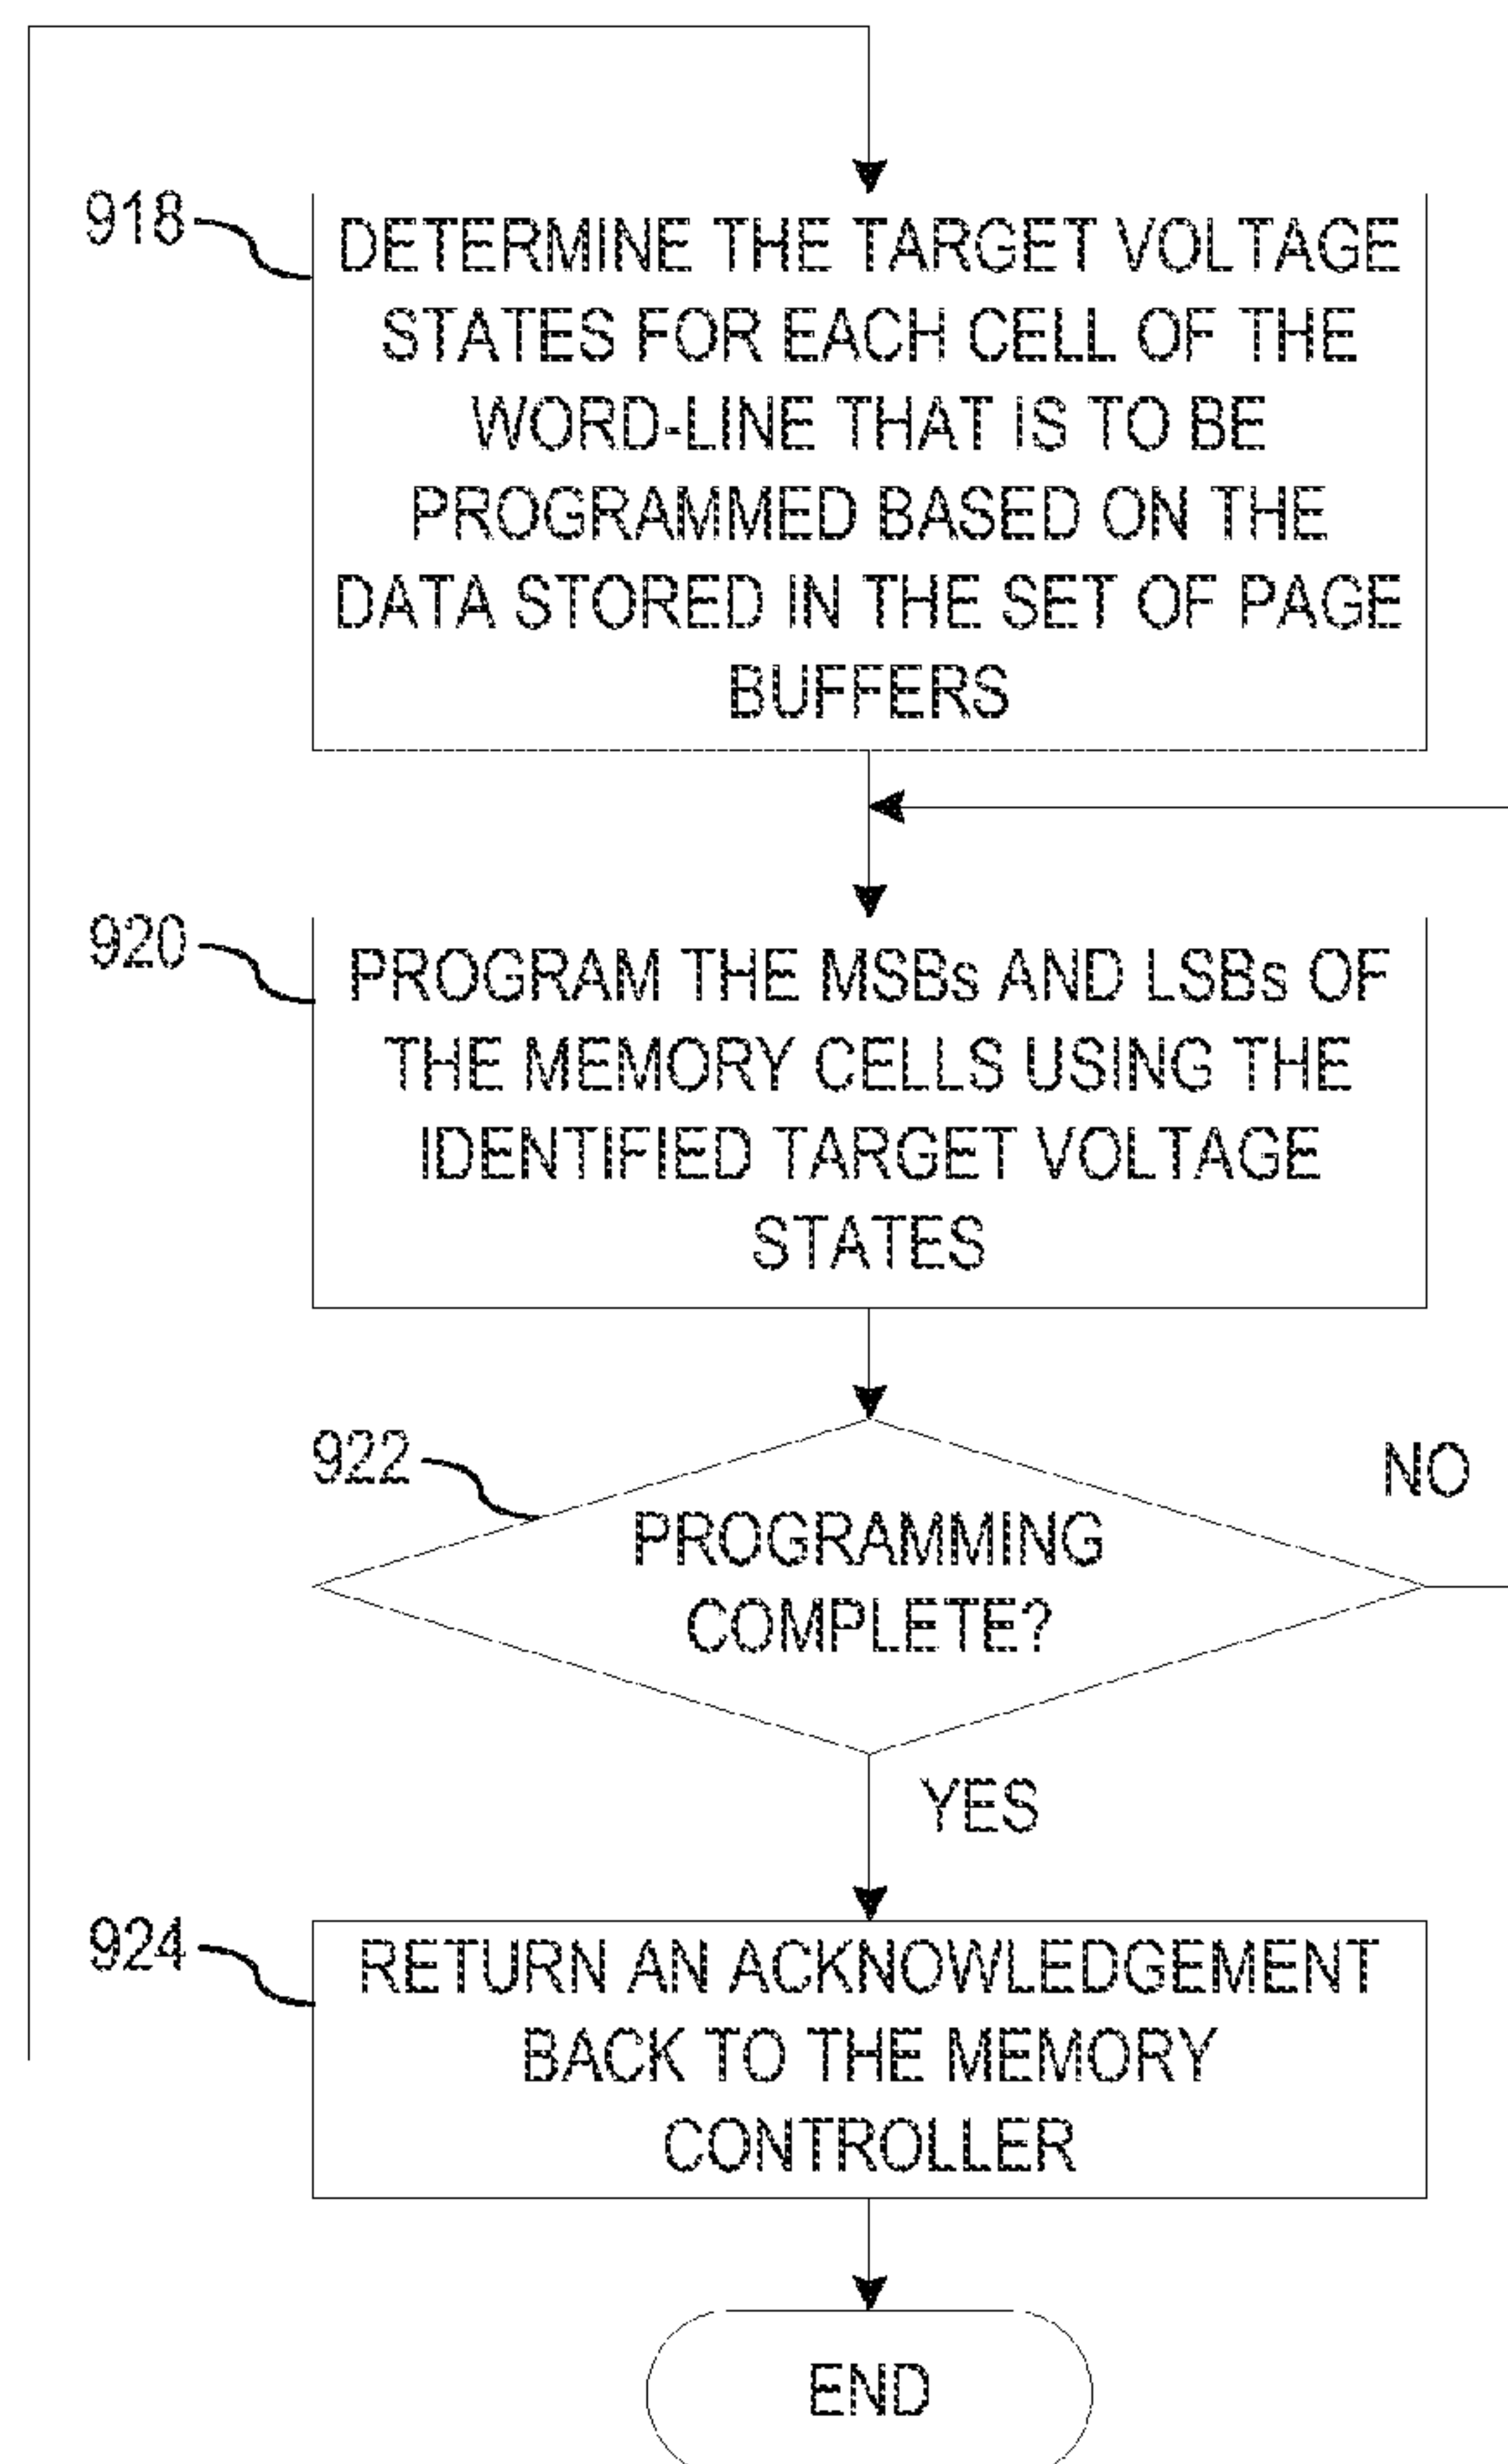 918
DETERMINE THE TARGET VOLTAGE
STATES FOR EACH CELL OF THE
WORD-LINE THAT IS TO BE
PROGRAMMED BASED ON THE
DATA STORED IN THE SET OF PAGE
BUFFERS
920
PROGRAM THE MSBs AND LSBs OF
THE MEMORY CELLS USING THE
IDENTIFIED TARGET VOLTAGE
STATES
922
NO
PROGRAMMING
COMPLETE?
YES
924
RETURN AN ACKNOWLEDGEMENT
BACK TO THE MEMORY
CONTROLLER
END